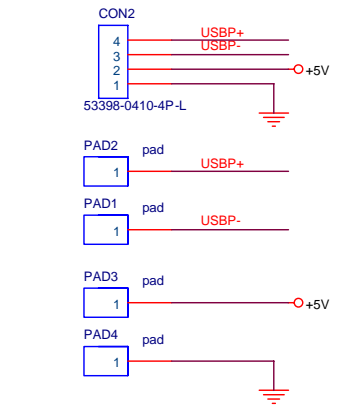 CON2
4 USBP+
3 USBP-
2 +5V
1
53398-0410-4P-L
PAD2 pad
1 USBP+
PAD1 pad
1 USBP-
PAD3 pad
1 +5V
PAD4 pad
1